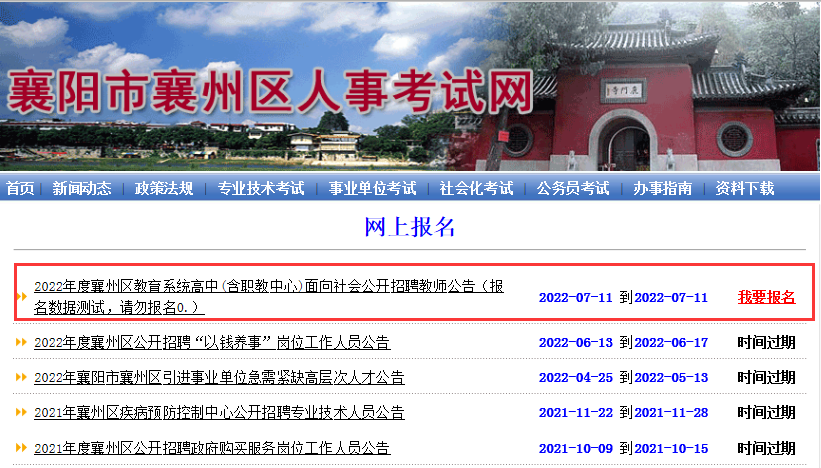 襄阳市襄州区人事考试网
首页 | 新闻动态 | 政策法规 | 专业技术考试 | 事业单位考试 | 社会化考试 | 公务员考试 | 办事指南 | 资料下载
网上报名
2022年度襄州区教育系统高中(含职教中心)面向社会公开招聘教师公告（报
名数据测试，请勿报名0.） 2022-07-11 到2022-07-11 我要报名
2022年度襄州区公开招聘“以钱养事”岗位工作人员公告 2022-06-13 到2022-06-17 时间过期
2022年襄阳市襄州区引进事业单位急需紧缺高层次人才公告 2022-04-25 到2022-05-13 时间过期
2021年襄州区疾病预防控制中心公开招聘专业技术人员公告 2021-11-22 到2021-11-28 时间过期
2021年度襄州区公开招聘政府购买服务岗位工作人员公告 2021-10-09 到2021-10-15 时间过期